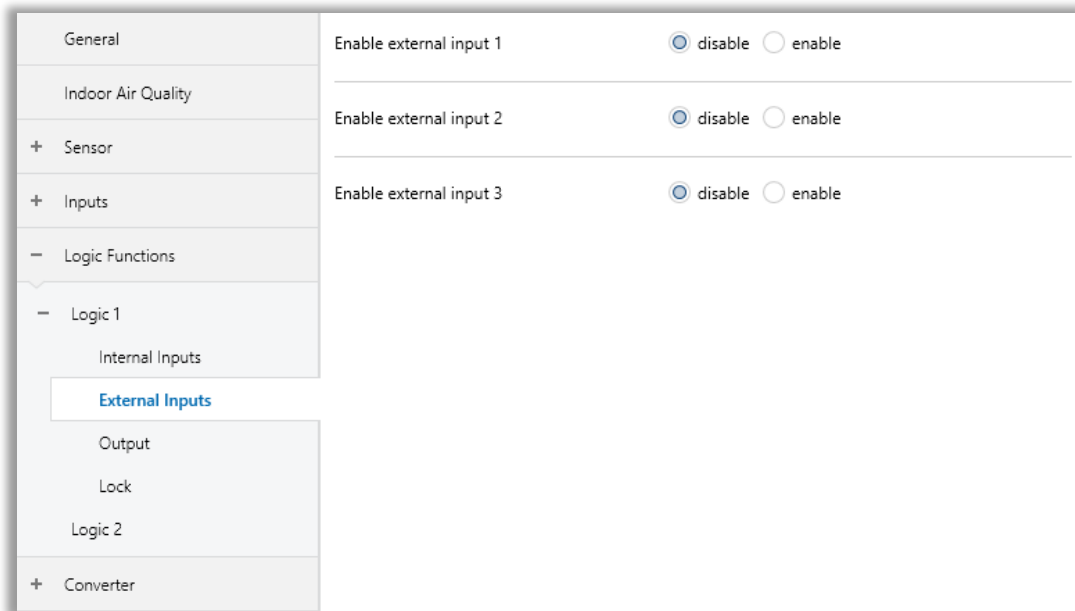 General
Indoor Air Quality
+ Sensor
+ Inputs
− Logic Functions
− Logic 1
Internal Inputs
External Inputs
Output
Lock
Logic 2
+ Converter
Enable external input 1 disable enable
Enable external input 2 disable enable
Enable external input 3 disable enable